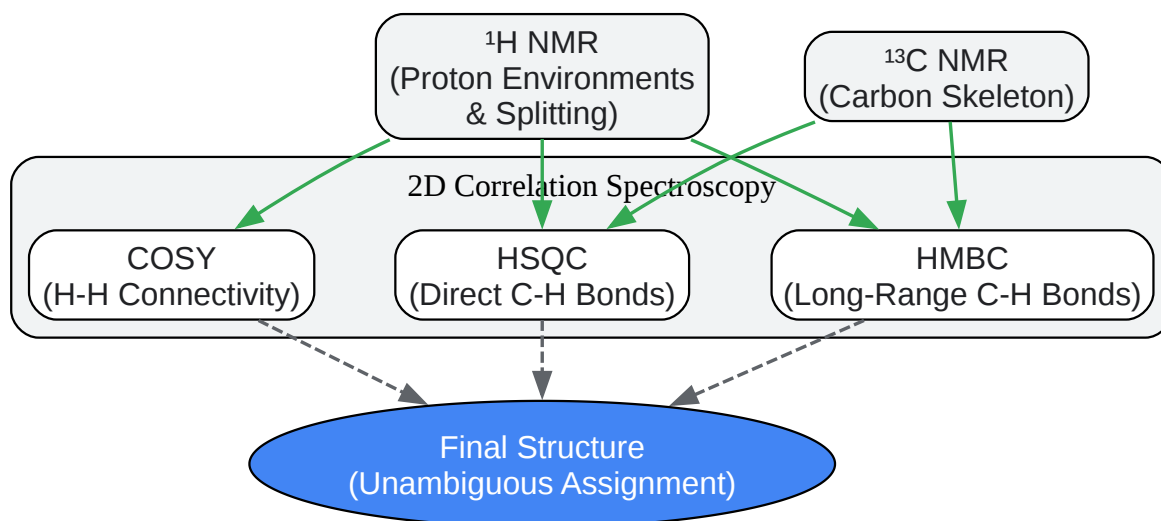 ¹H NMR
(Proton Environments
& Splitting)
¹³C NMR
(Carbon Skeleton)
2D Correlation Spectroscopy
COSY
(H-H Connectivity)
HSQC
(Direct C-H Bonds)
HMBC
(Long-Range C-H Bonds)
Final Structure
(Unambiguous Assignment)